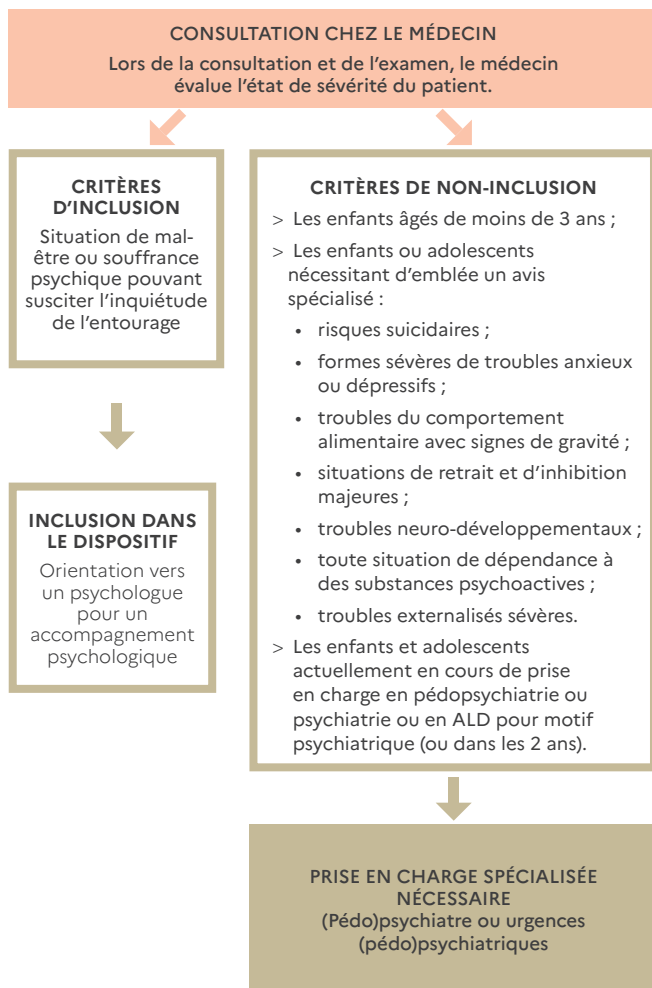 CONSULTATION CHEZ LE MÉDECIN
Lors de la consultation et de l'examen, le médecin
évalue l'état de sévérité du patient.
CRITÈRES
D'INCLUSION
Situation de mal-
être ou souffrance
psychique pouvant
susciter l'inquiétude
de l'entourage
INCLUSION DANS
LE DISPOSITIF
Orientation vers
un psychologue
pour un
accompagnement
psychologique
CRITÈRES DE NON-INCLUSION
> Les enfants âgés de moins de 3 ans ;
> Les enfants ou adolescents
nécessitant d'emblée un avis
spécialisé :
• risques suicidaires ;
• formes sévères de troubles anxieux
ou dépressifs ;
• troubles du comportement
alimentaire avec signes de gravité ;
• situations de retrait et d'inhibition
majeures ;
• troubles neuro-développementaux ;
• toute situation de dépendance à
des substances psychoactives ;
• troubles externalisés sévères.
> Les enfants et adolescents
actuellement en cours de prise
en charge en pédopsychiatrie ou
psychiatrie ou en ALD pour motif
psychiatrique (ou dans les 2 ans).
PRISE EN CHARGE SPÉCIALISÉE
NÉCESSAIRE
(Pédo)psychiatre ou urgences
(pédo)psychiatriques